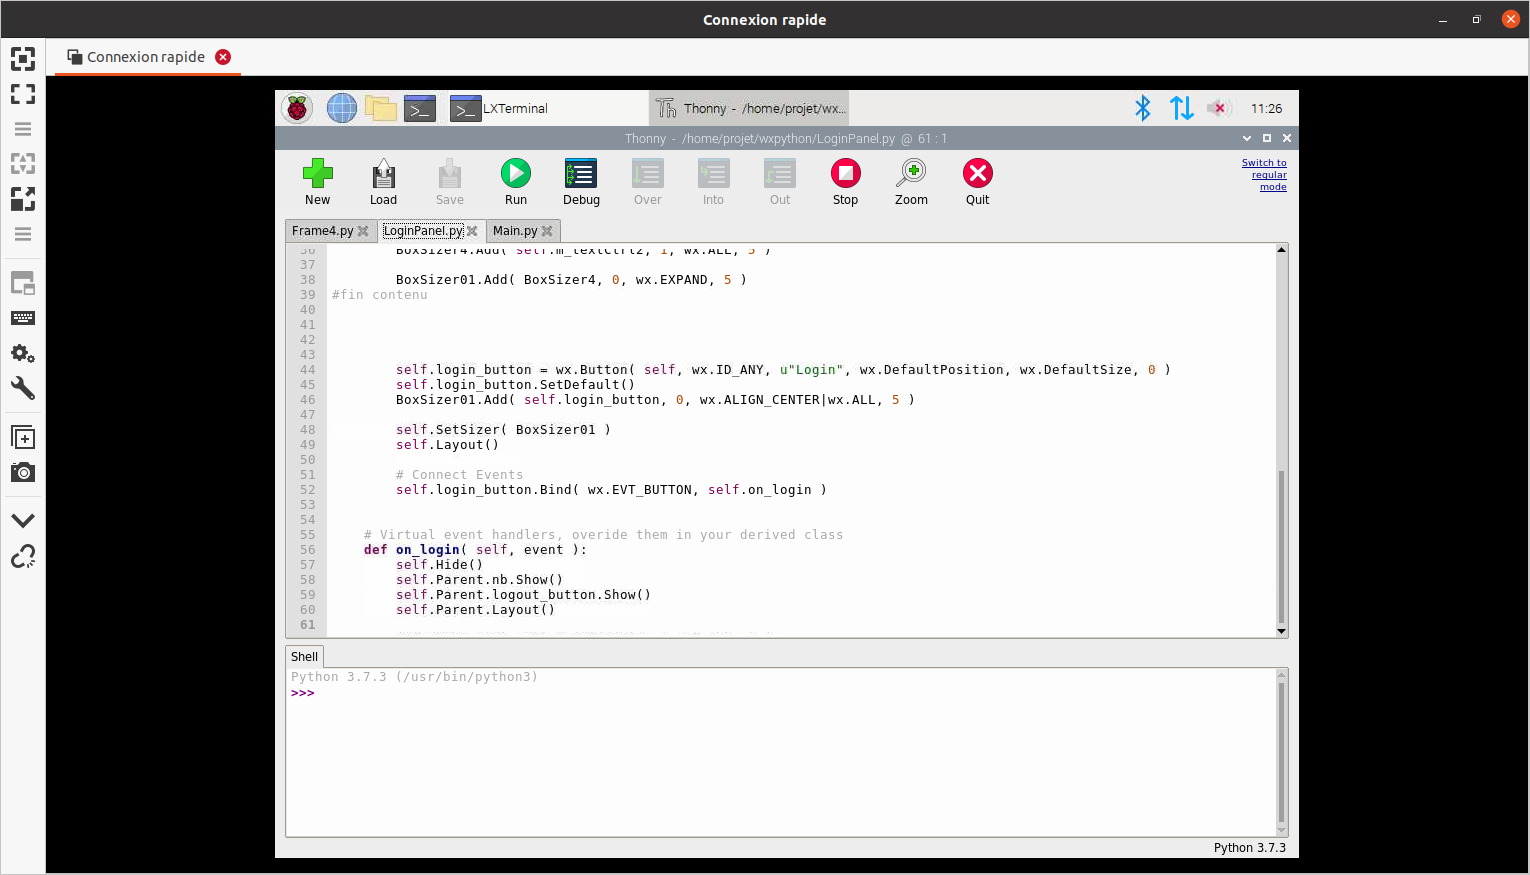 Connexion rapide
Connexion rapide
LXTerminal
Thonny - /home/projet/wx...
11:26
Thonny - /home/projet/wxpython/LoginPanel.py @ 61 : 1
Switch to
regular
mode
New Load Save Run Debug Over Into Out Stop Zoom Quit
Frame4.py LoginPanel.py Main.py
36 BoxSizer4.Add( self.m_textCtrl2, 1, wx.ALL, 5 )
37
38 BoxSizer01.Add( BoxSizer4, 0, wx.EXPAND, 5 )
39 #fin contenu
40
41
42
43
44 self.login_button = wx.Button( self, wx.ID_ANY, u"Login", wx.DefaultPosition, wx.DefaultSize, 0 )
45 self.login_button.SetDefault()
46 BoxSizer01.Add( self.login_button, 0, wx.ALIGN_CENTER|wx.ALL, 5 )
47
48 self.SetSizer( BoxSizer01 )
49 self.Layout()
50
51 # Connect Events
52 self.login_button.Bind( wx.EVT_BUTTON, self.on_login )
53
54
55 # Virtual event handlers, overide them in your derived class
56 def on_login( self, event ):
57 self.Hide()
58 self.Parent.nb.Show()
59 self.Parent.logout_button.Show()
60 self.Parent.Layout()
61
Shell
Python 3.7.3 (/usr/bin/python3)
>>>
Python 3.7.3